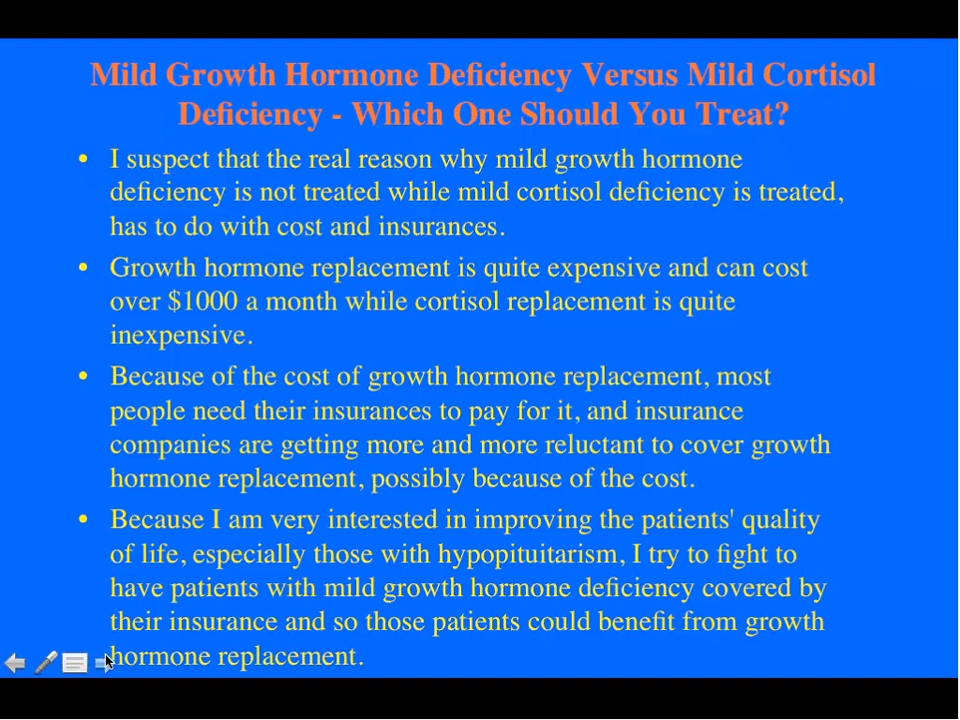 Mild Growth Hormone Deficiency Versus Mild Cortisol
Deficiency - Which One Should You Treat?
• I suspect that the real reason why mild growth hormone
deficiency is not treated while mild cortisol deficiency is treated,
has to do with cost and insurances.
• Growth hormone replacement is quite expensive and can cost
over $1000 a month while cortisol replacement is quite
inexpensive.
• Because of the cost of growth hormone replacement, most
people need their insurances to pay for it, and insurance
companies are getting more and more reluctant to cover growth
hormone replacement, possibly because of the cost.
• Because I am very interested in improving the patients' quality
of life, especially those with hypopituitarism, I try to fight to
have patients with mild growth hormone deficiency covered by
their insurance and so those patients could benefit from growth
hormone replacement.